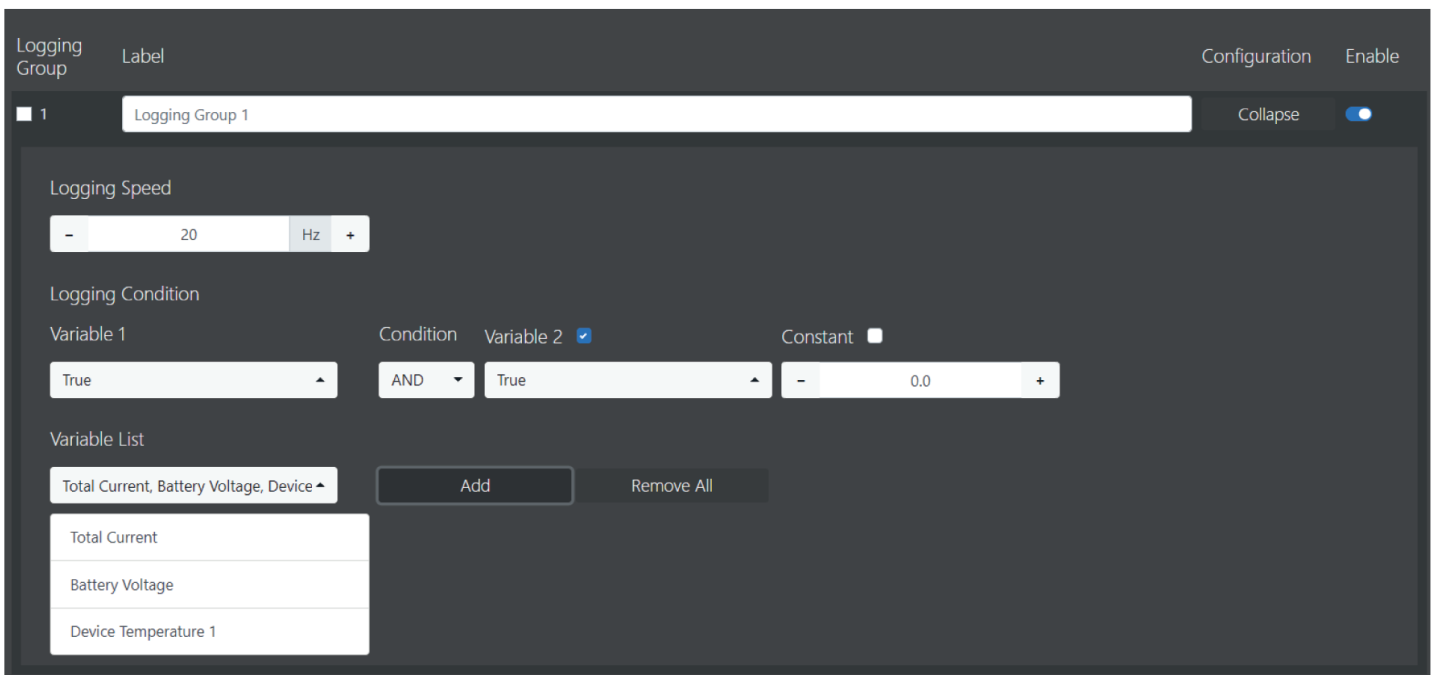 Logging Group Label Configuration Enable
1 Logging Group 1 Collapse
Logging Speed
- 20 Hz +
Logging Condition
Variable 1 Condition Variable 2 Constant
True AND True - 0.0 +
Variable List
Total Current, Battery Voltage, Device Add Remove All
Total Current
Battery Voltage
Device Temperature 1